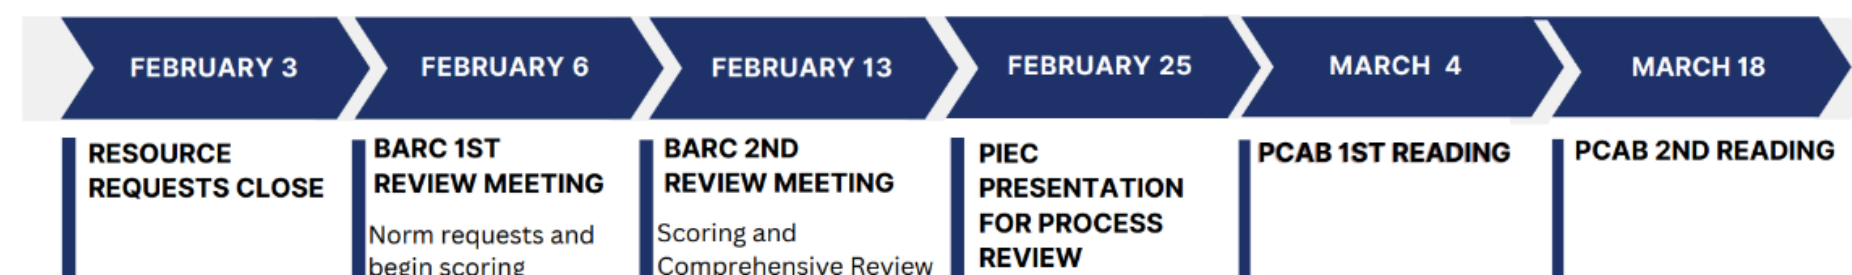 FEBRUARY 3
FEBRUARY 6
FEBRUARY 13
FEBRUARY 25
MARCH 4
MARCH 18
RESOURCE
REQUESTS CLOSE
BARC 1ST
REVIEW MEETING
Norm requests and
begin scoring
BARC 2ND
REVIEW MEETING
Scoring and
Comprehensive Review
PIEC
PRESENTATION
FOR PROCESS
REVIEW
PCAB 1ST READING
PCAB 2ND READING